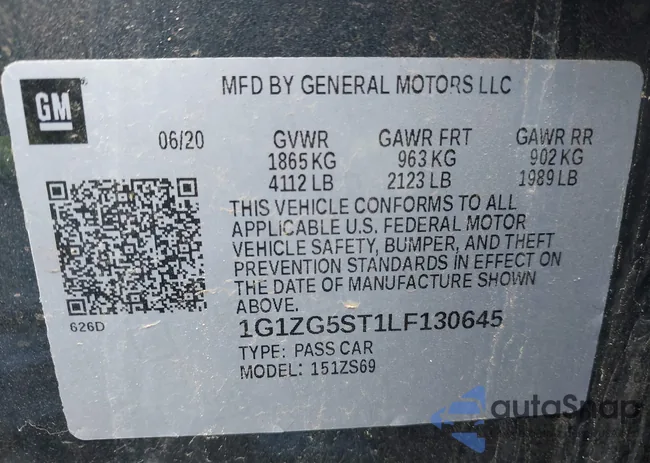 GM
MFD BY GENERAL MOTORS LLC
06/20 GVWR GAWR FRT GAWR RR
1865 KG 963 KG 902 KG
4112 LB 2123 LB 1989 LB
THIS VEHICLE CONFORMS TO ALL
APPLICABLE U.S. FEDERAL MOTOR
VEHICLE SAFETY, BUMPER, AND THEFT
PREVENTION STANDARDS IN EFFECT ON
THE DATE OF MANUFACTURE SHOWN
ABOVE.
626D
1G1ZG5ST1LF130645
TYPE: PASS CAR
MODEL: 151ZS69
autoSnap